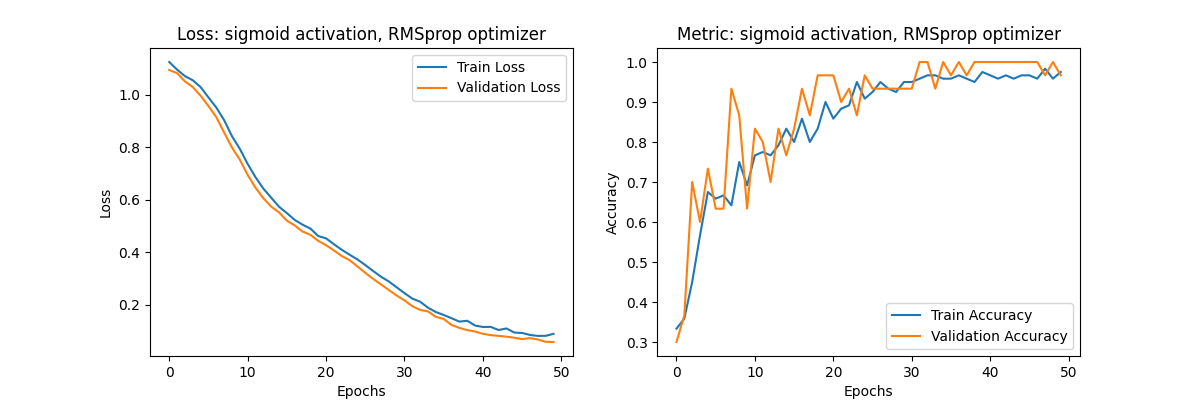 Loss: sigmoid activation, RMSprop optimizer
Train Loss
Validation Loss
1.0
0.8
0.6
0.4
0.2
Loss
0
10
20
30
40
50
Epochs
Metric: sigmoid activation, RMSprop optimizer
1.0
0.9
0.8
0.7
0.6
0.5
0.4
0.3
Accuracy
Train Accuracy
Validation Accuracy
0
10
20
30
40
50
Epochs